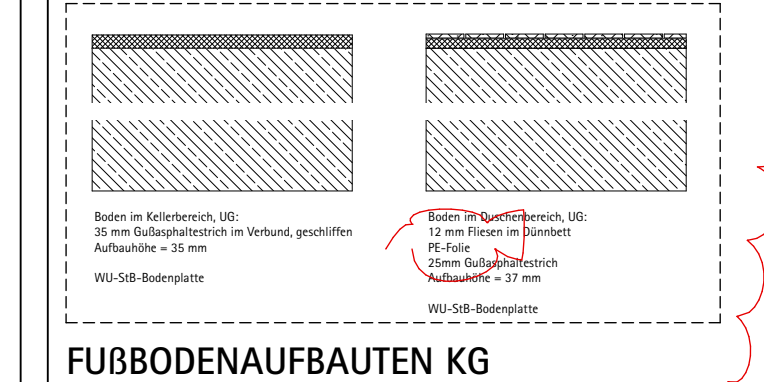 Boden im Kellerbereich, UG:
35 mm Gußasphaltestrich im Verbund, geschliffen
Aufbauhöhe = 35 mm
WU-StB-Bodenplatte
Boden im Duschenbereich, UG:
12 mm Fliesen im Dünnbett
PE-Folie
25mm Gußasphaltestrich
Aufbauhöhe = 37 mm
WU-StB-Bodenplatte
FUßBODENAUFBAUTEN KG